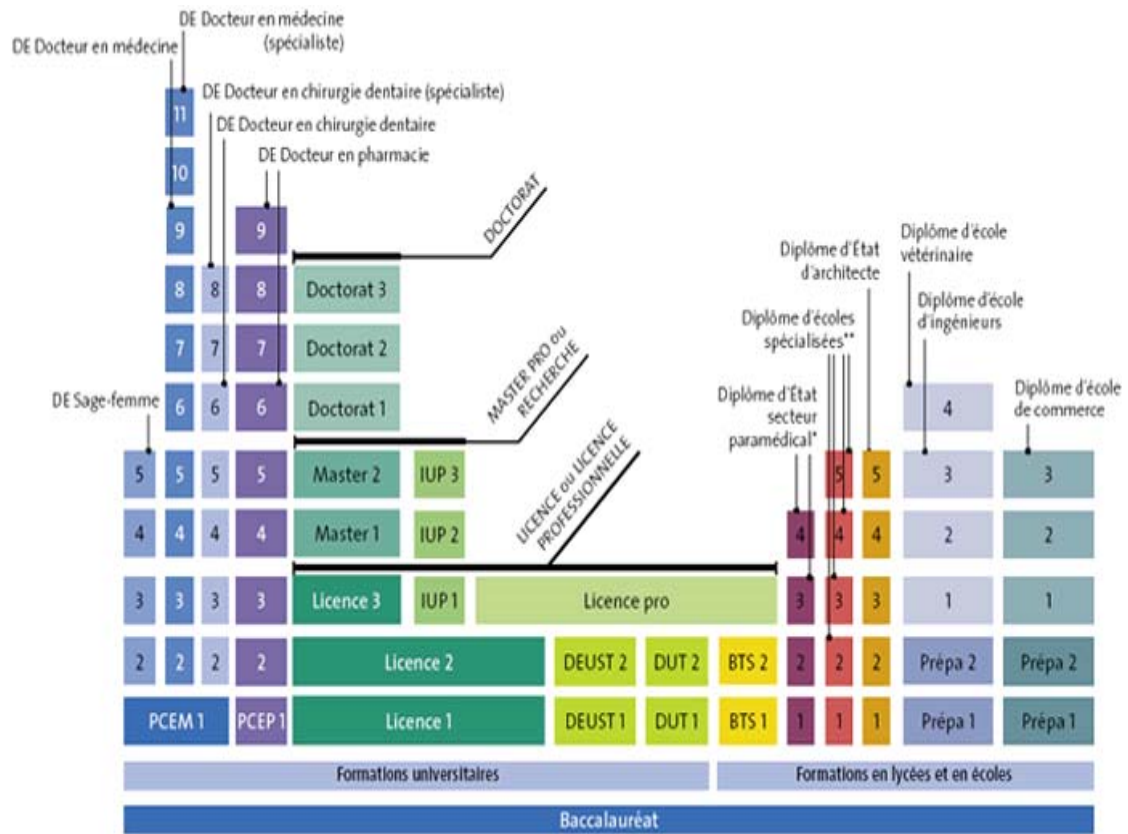 DE Docteur en médecine
(spécialiste)
DE Docteur en médecine
DE Docteur en chirurgie dentaire (spécialiste)
DE Docteur en chirurgie dentaire
DE Docteur en pharmacie
DOCTORAT
MASTER PRO ou
RECHERCHE
LICENCE ou LICENCE
PROFESSIONNELLE
DE Sage-femme
Diplôme d'État
d'architecte
Diplôme d'école
vétérinaire
Diplôme d'écoles
spécialisées**
Diplôme d'école
d'ingénieurs
Diplôme d'État
secteur
paramédical*
Diplôme d'école
de commerce
11
10
9 9
8 8 8 Doctorat 3
7 7 7 Doctorat 2
6 6 6 Doctorat 1 4
5 5 5 5 Master 2 IUP 3 5 5 3 3
4 4 4 4 Master 1 IUP 2 4 4 4 2 2
3 3 3 3 Licence 3 IUP 1 Licence pro 3 3 3 1 1
2 2 2 2 Licence 2 DEUST 2 DUT 2 BTS 2 2 2 2 Prépa 2 Prépa 2
PCEM 1 PCEP 1 Licence 1 DEUST 1 DUT 1 BTS 1 1 1 1 Prépa 1 Prépa 1
Formations universitaires Formations en lycées et en écoles
Baccalauréat